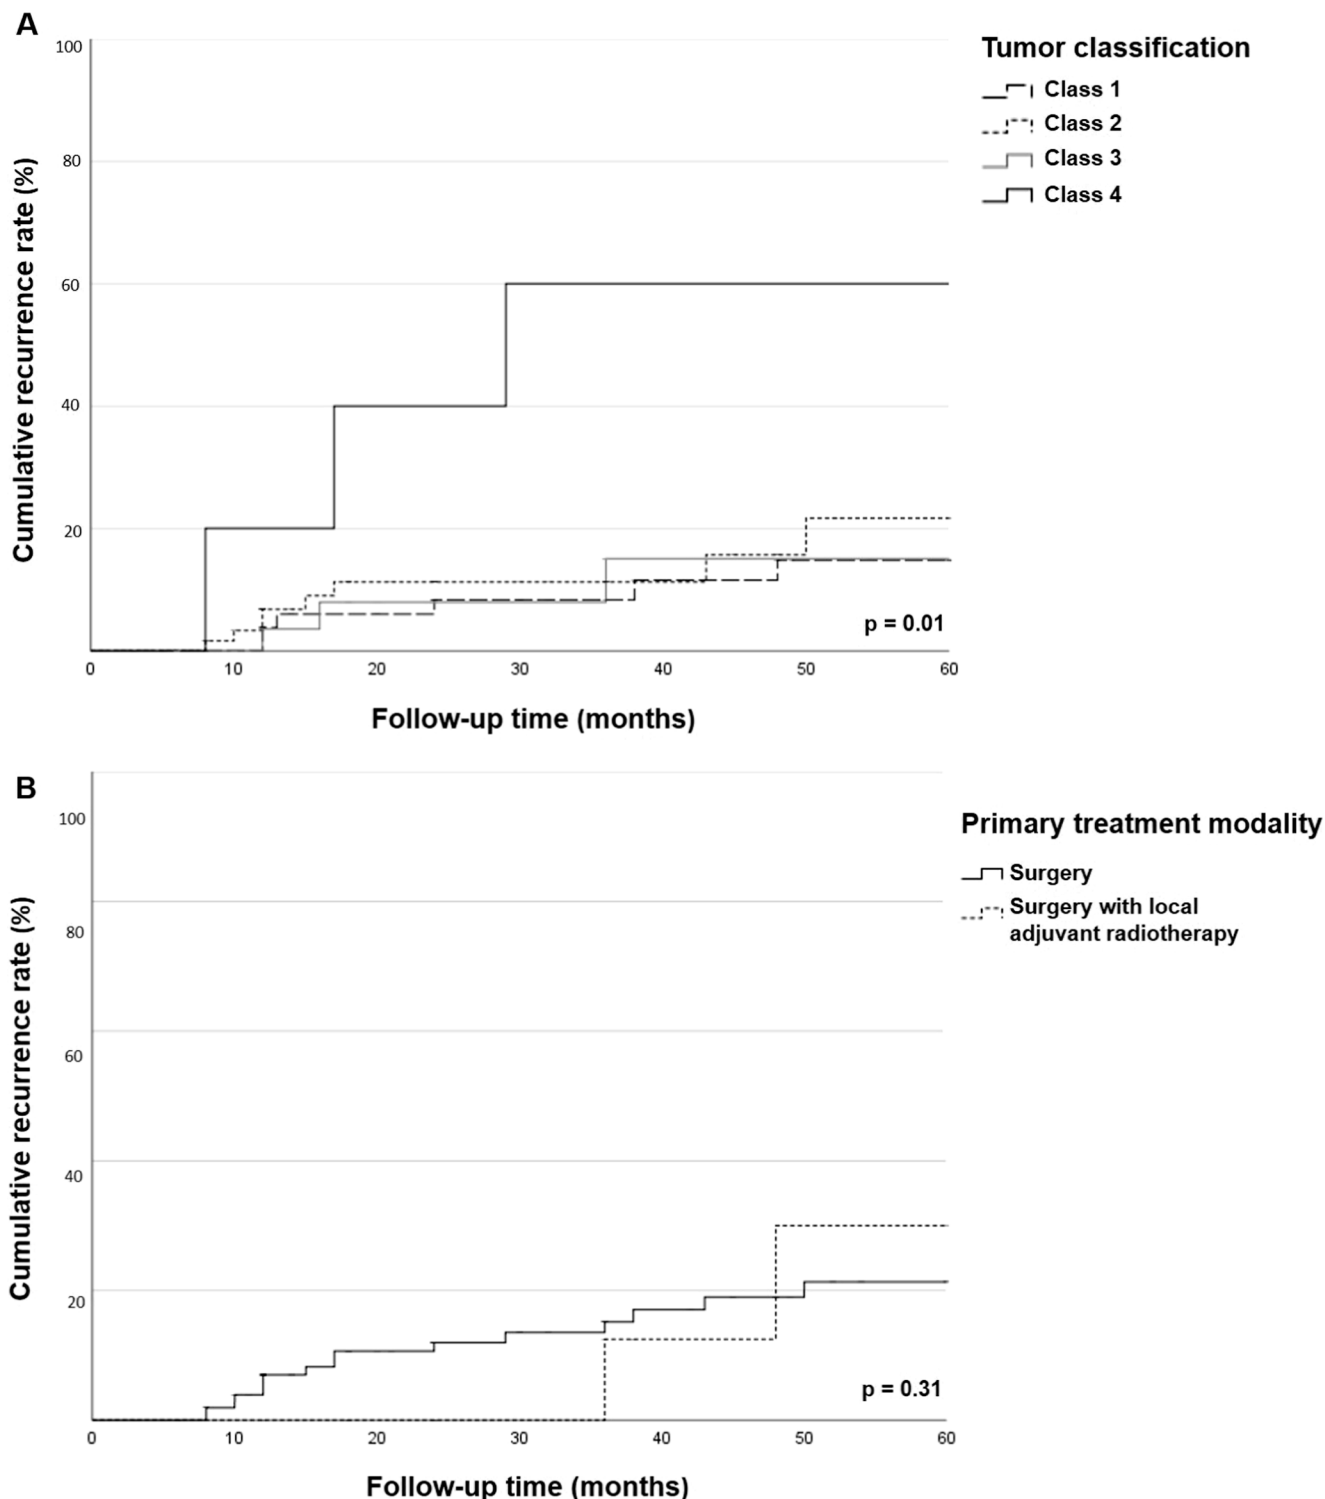 A
Tumor classification
Class 1
Class 2
Class 3
Class 4
Cumulative recurrence rate (%)
100
80
60
40
20
p = 0.01
0 10 20 30 40 50 60
Follow-up time (months)
B
Primary treatment modality
Surgery
Surgery with local
adjuvant radiotherapy
Cumulative recurrence rate (%)
100
80
60
40
20
p = 0.31
0 10 20 30 40 50 60
Follow-up time (months)